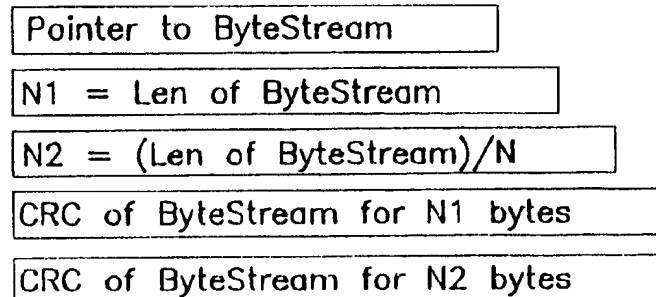 Pointer to ByteStream
N1 = Len of ByteStream
N2 = (Len of ByteStream)/N
CRC of ByteStream for N1 bytes
CRC of ByteStream for N2 bytes